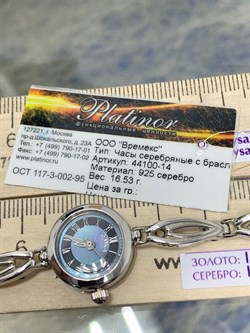 Platinor
функциональные ценности
127221, г. Москва
пр-д Шокальского, д. 23А
Тел: +7 (499) 790-17-01
Факс: +7 (499) 790-17-02
www.platinor.ru
ОСТ 117-3-002-95
ООО "Времекс"
Тип: Часы серебряные с брасл
Артикул: 44100-14
Материал: 925 серебро
Вес: 16.53 г.
Цена за гр.:
ЗОЛОТО:
СЕРЕБРО: